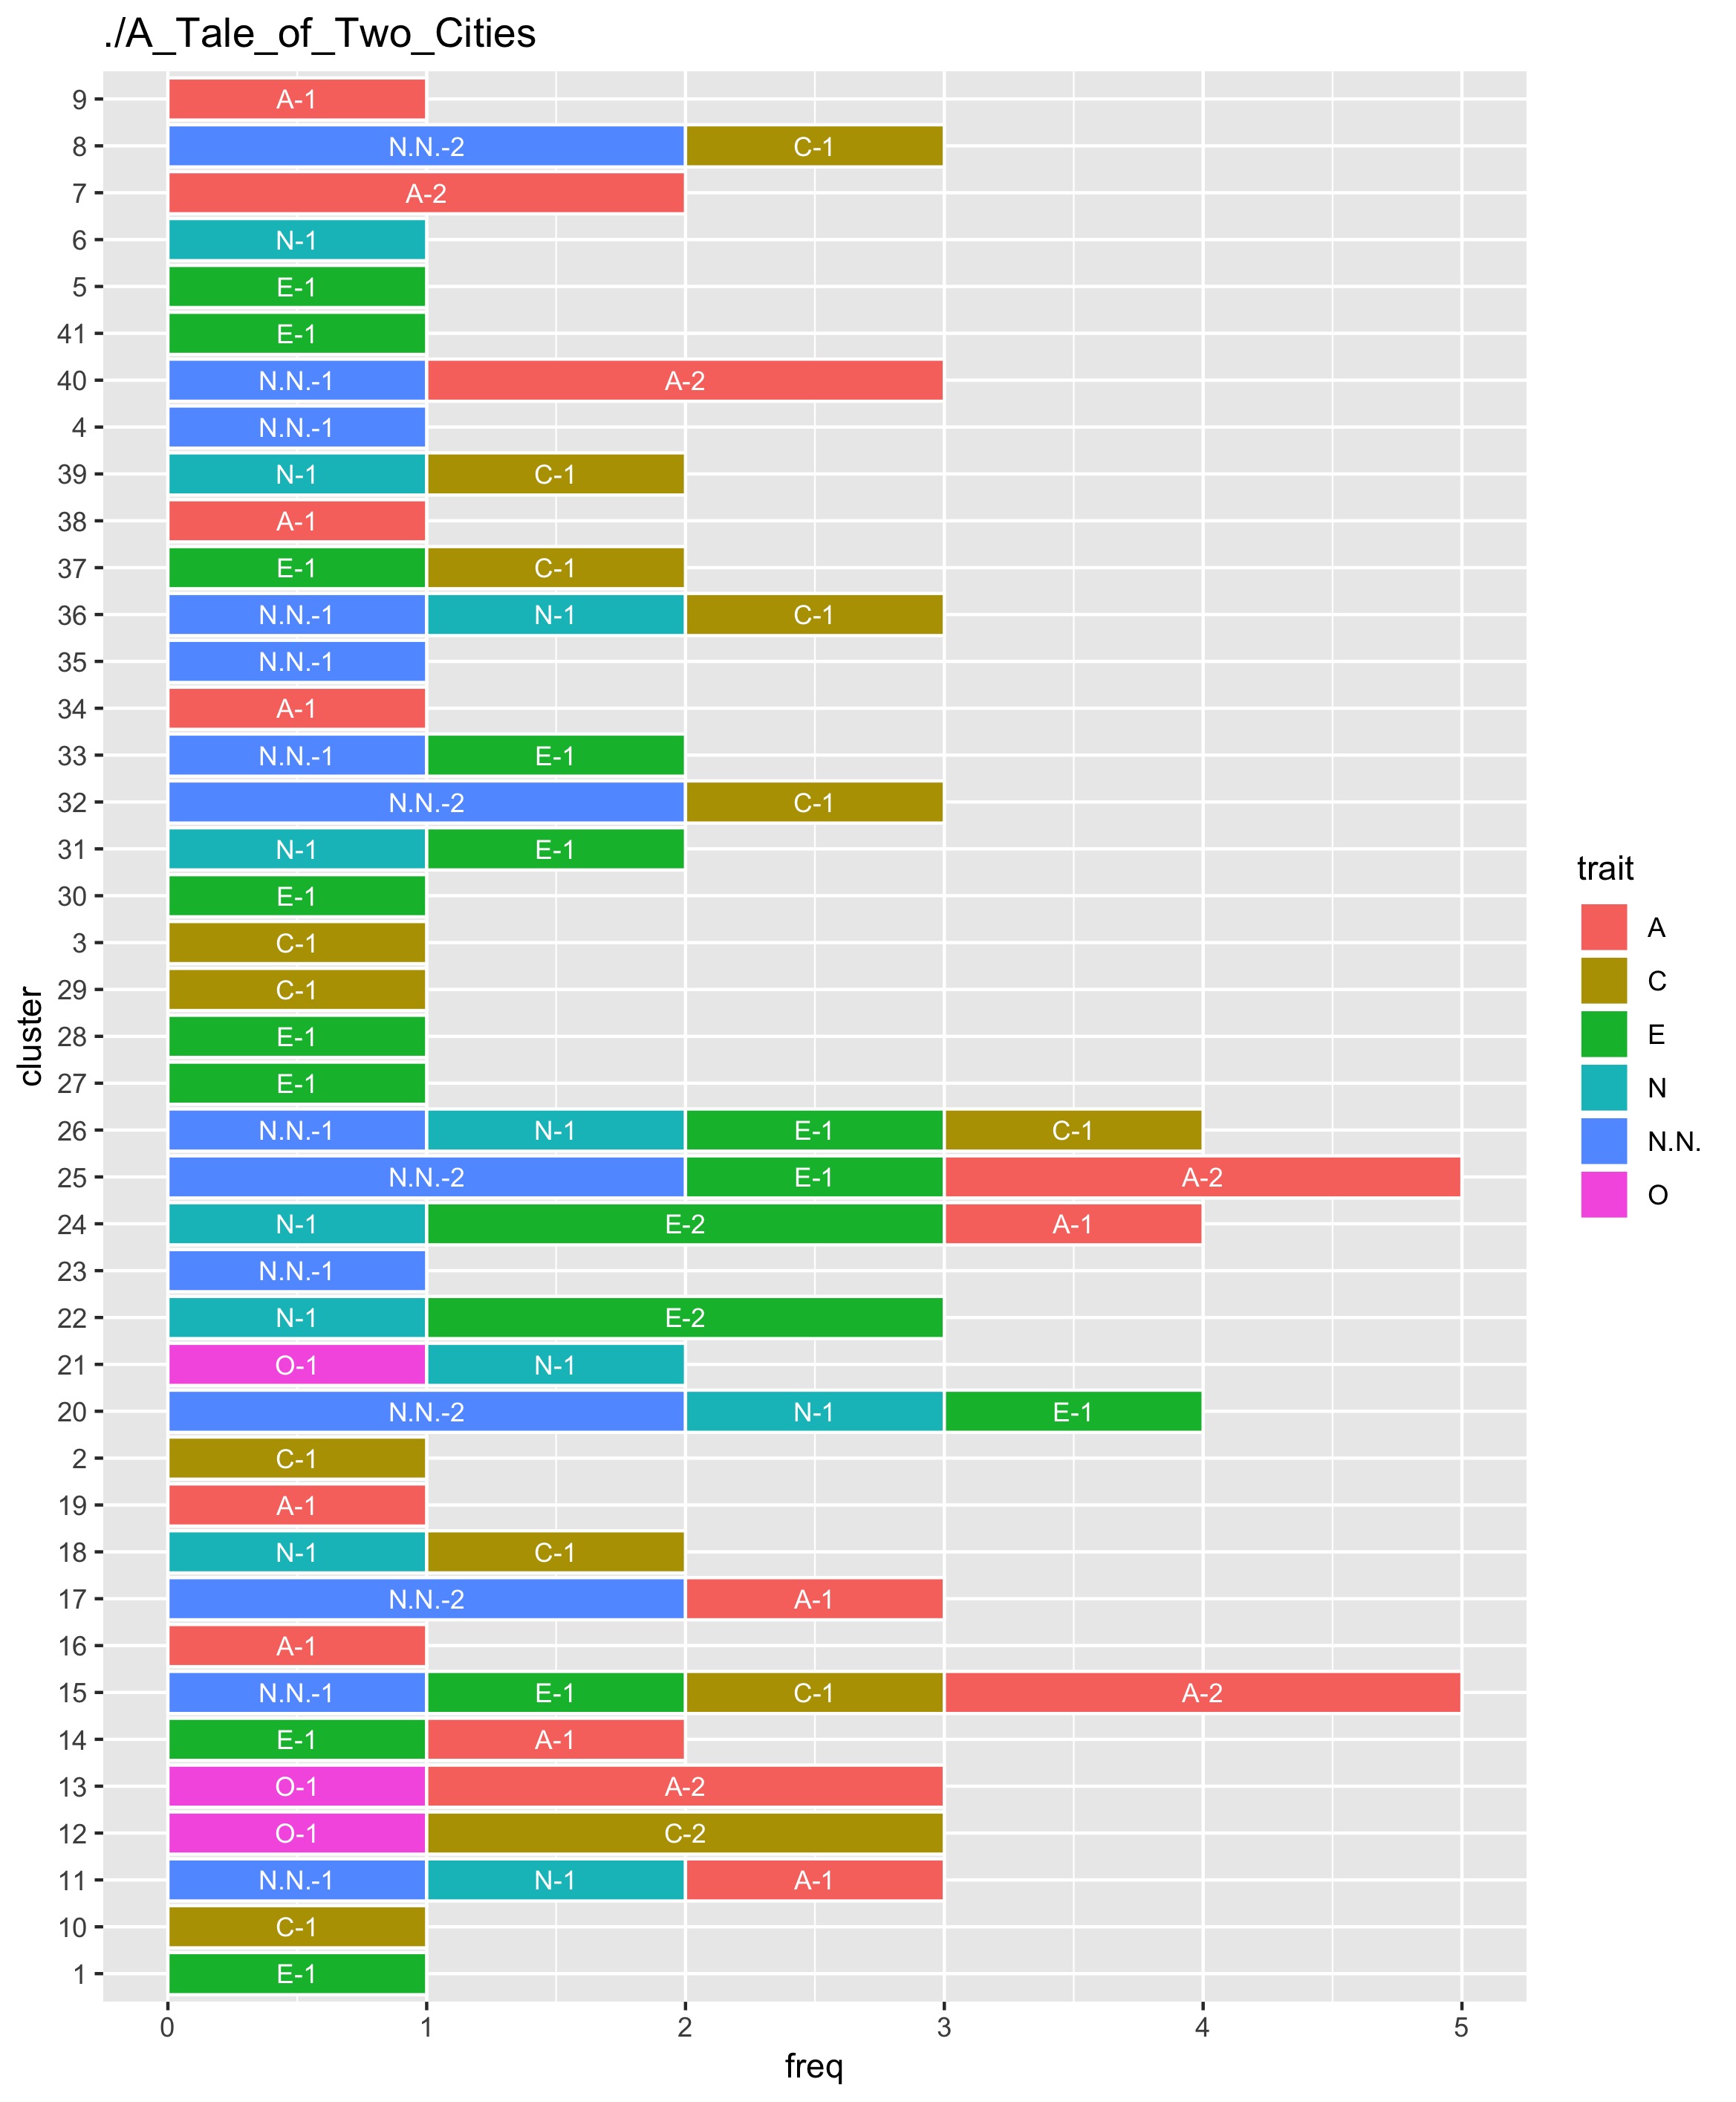 ./A_Tale_of_Two_Cities
9 A-1
8 N.N.-2 C-1
7 A-2
6 N-1
5 E-1
41 E-1
40 N.N.-1 A-2
4 N.N.-1
39 N-1 C-1
38 A-1
37 E-1 C-1
36 N.N.-1 N-1 C-1
35 N.N.-1
34 A-1
33 N.N.-1 E-1
32 N.N.-2 C-1
31 N-1 E-1
30 E-1
3 C-1
29 C-1
28 E-1
27 E-1
26 N.N.-1 N-1 E-1 C-1
25 N.N.-2 E-1 A-2
24 N-1 E-2 A-1
23 N.N.-1
22 N-1 E-2
21 O-1 N-1
20 N.N.-2 N-1 E-1
2 C-1
19 A-1
18 N-1 C-1
17 N.N.-2 A-1
16 A-1
15 N.N.-1 E-1 C-1 A-2
14 E-1 A-1
13 O-1 A-2
12 O-1 C-2
11 N.N.-1 N-1 A-1
10 C-1
1 E-1
0 1 2 3 4 5
freq
cluster
trait
A
C
E
N
N.N.
O